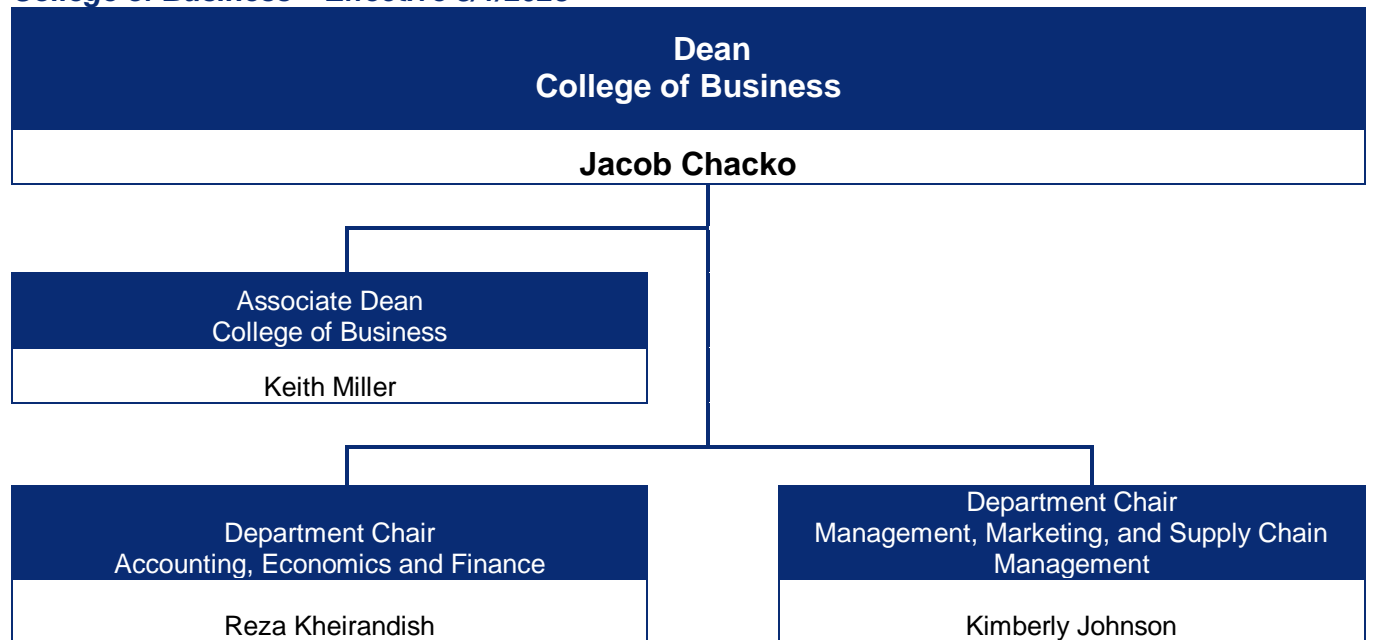 Dean
College of Business
Jacob Chacko
Associate Dean
College of Business
Keith Miller
Department Chair
Accounting, Economics and Finance
Reza Kheirandish
Department Chair
Management, Marketing, and Supply Chain
Management
Kimberly Johnson